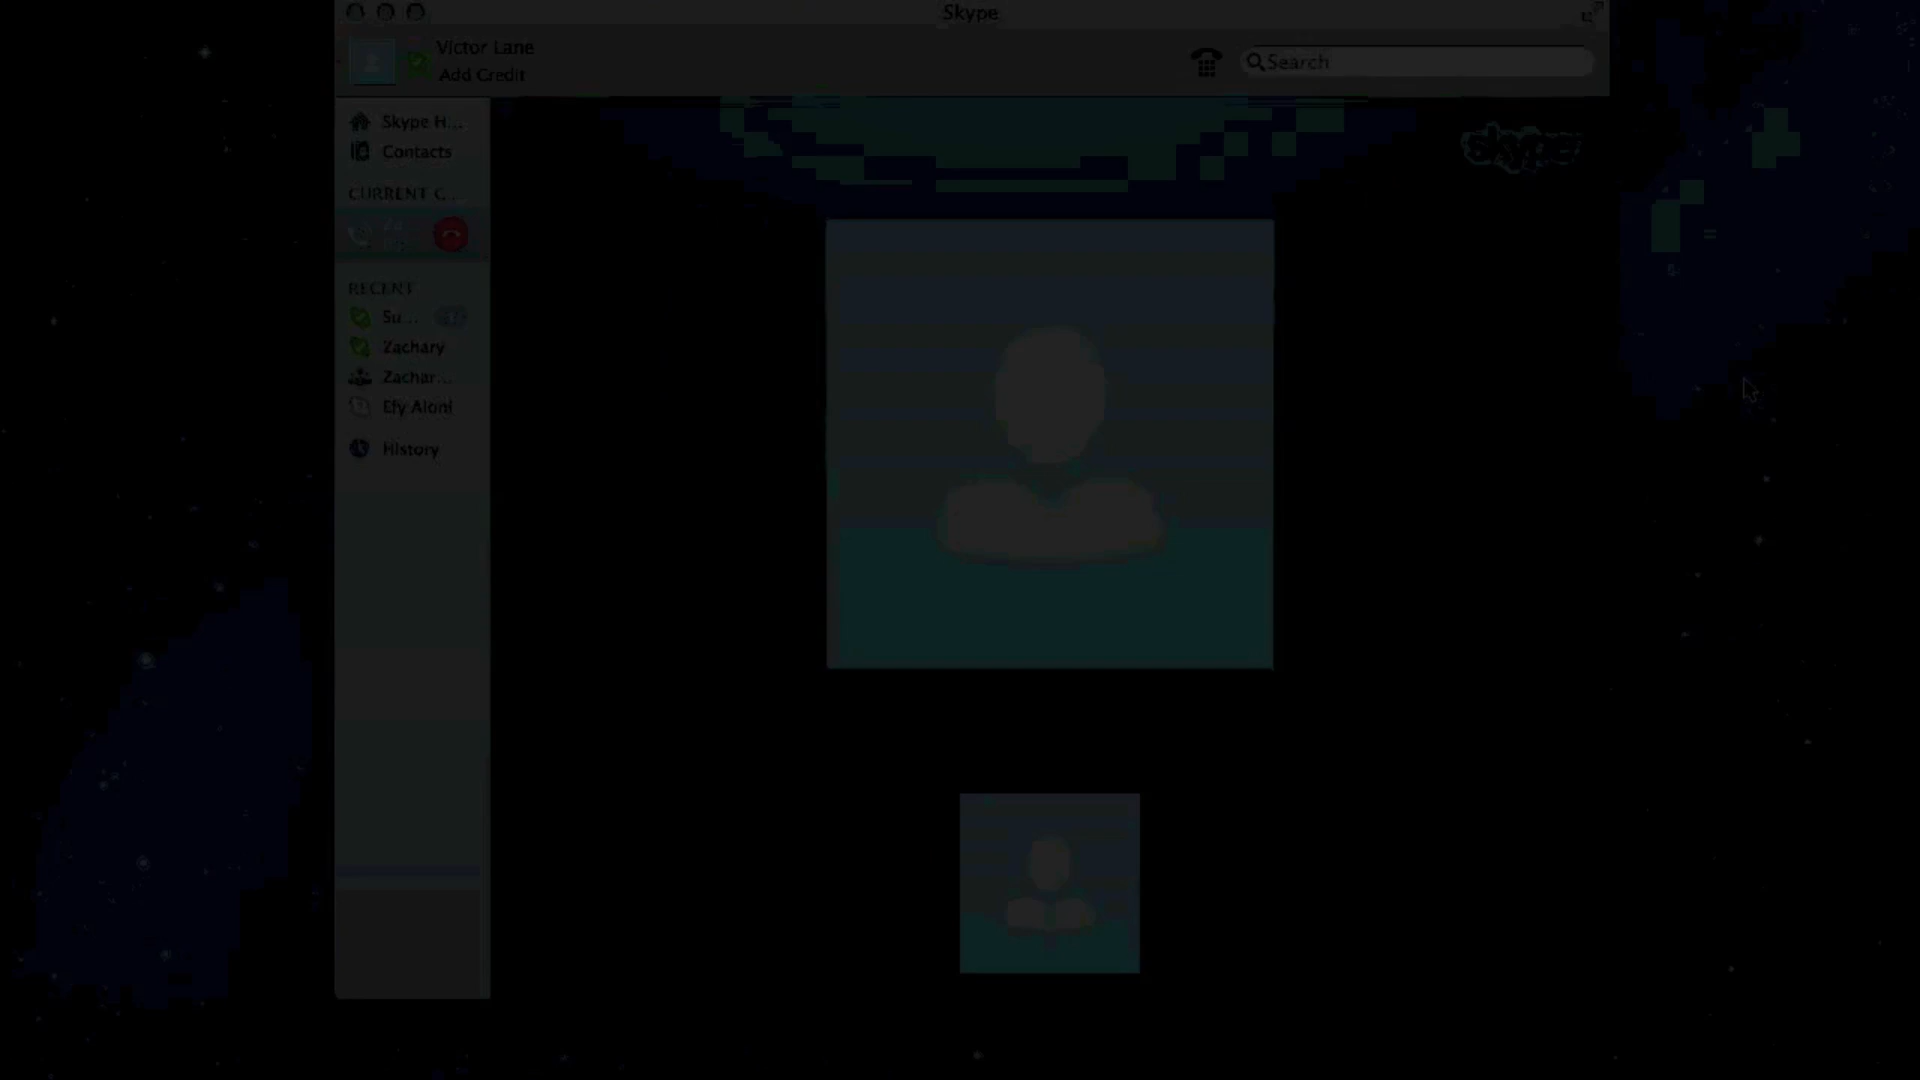 Skype
Victor Lane
Add Credit
Search
Skype H...
Contacts
CURRENT C...
RECENT
Su...
Zachary
Zachar...
Efy Aloni
History
skype